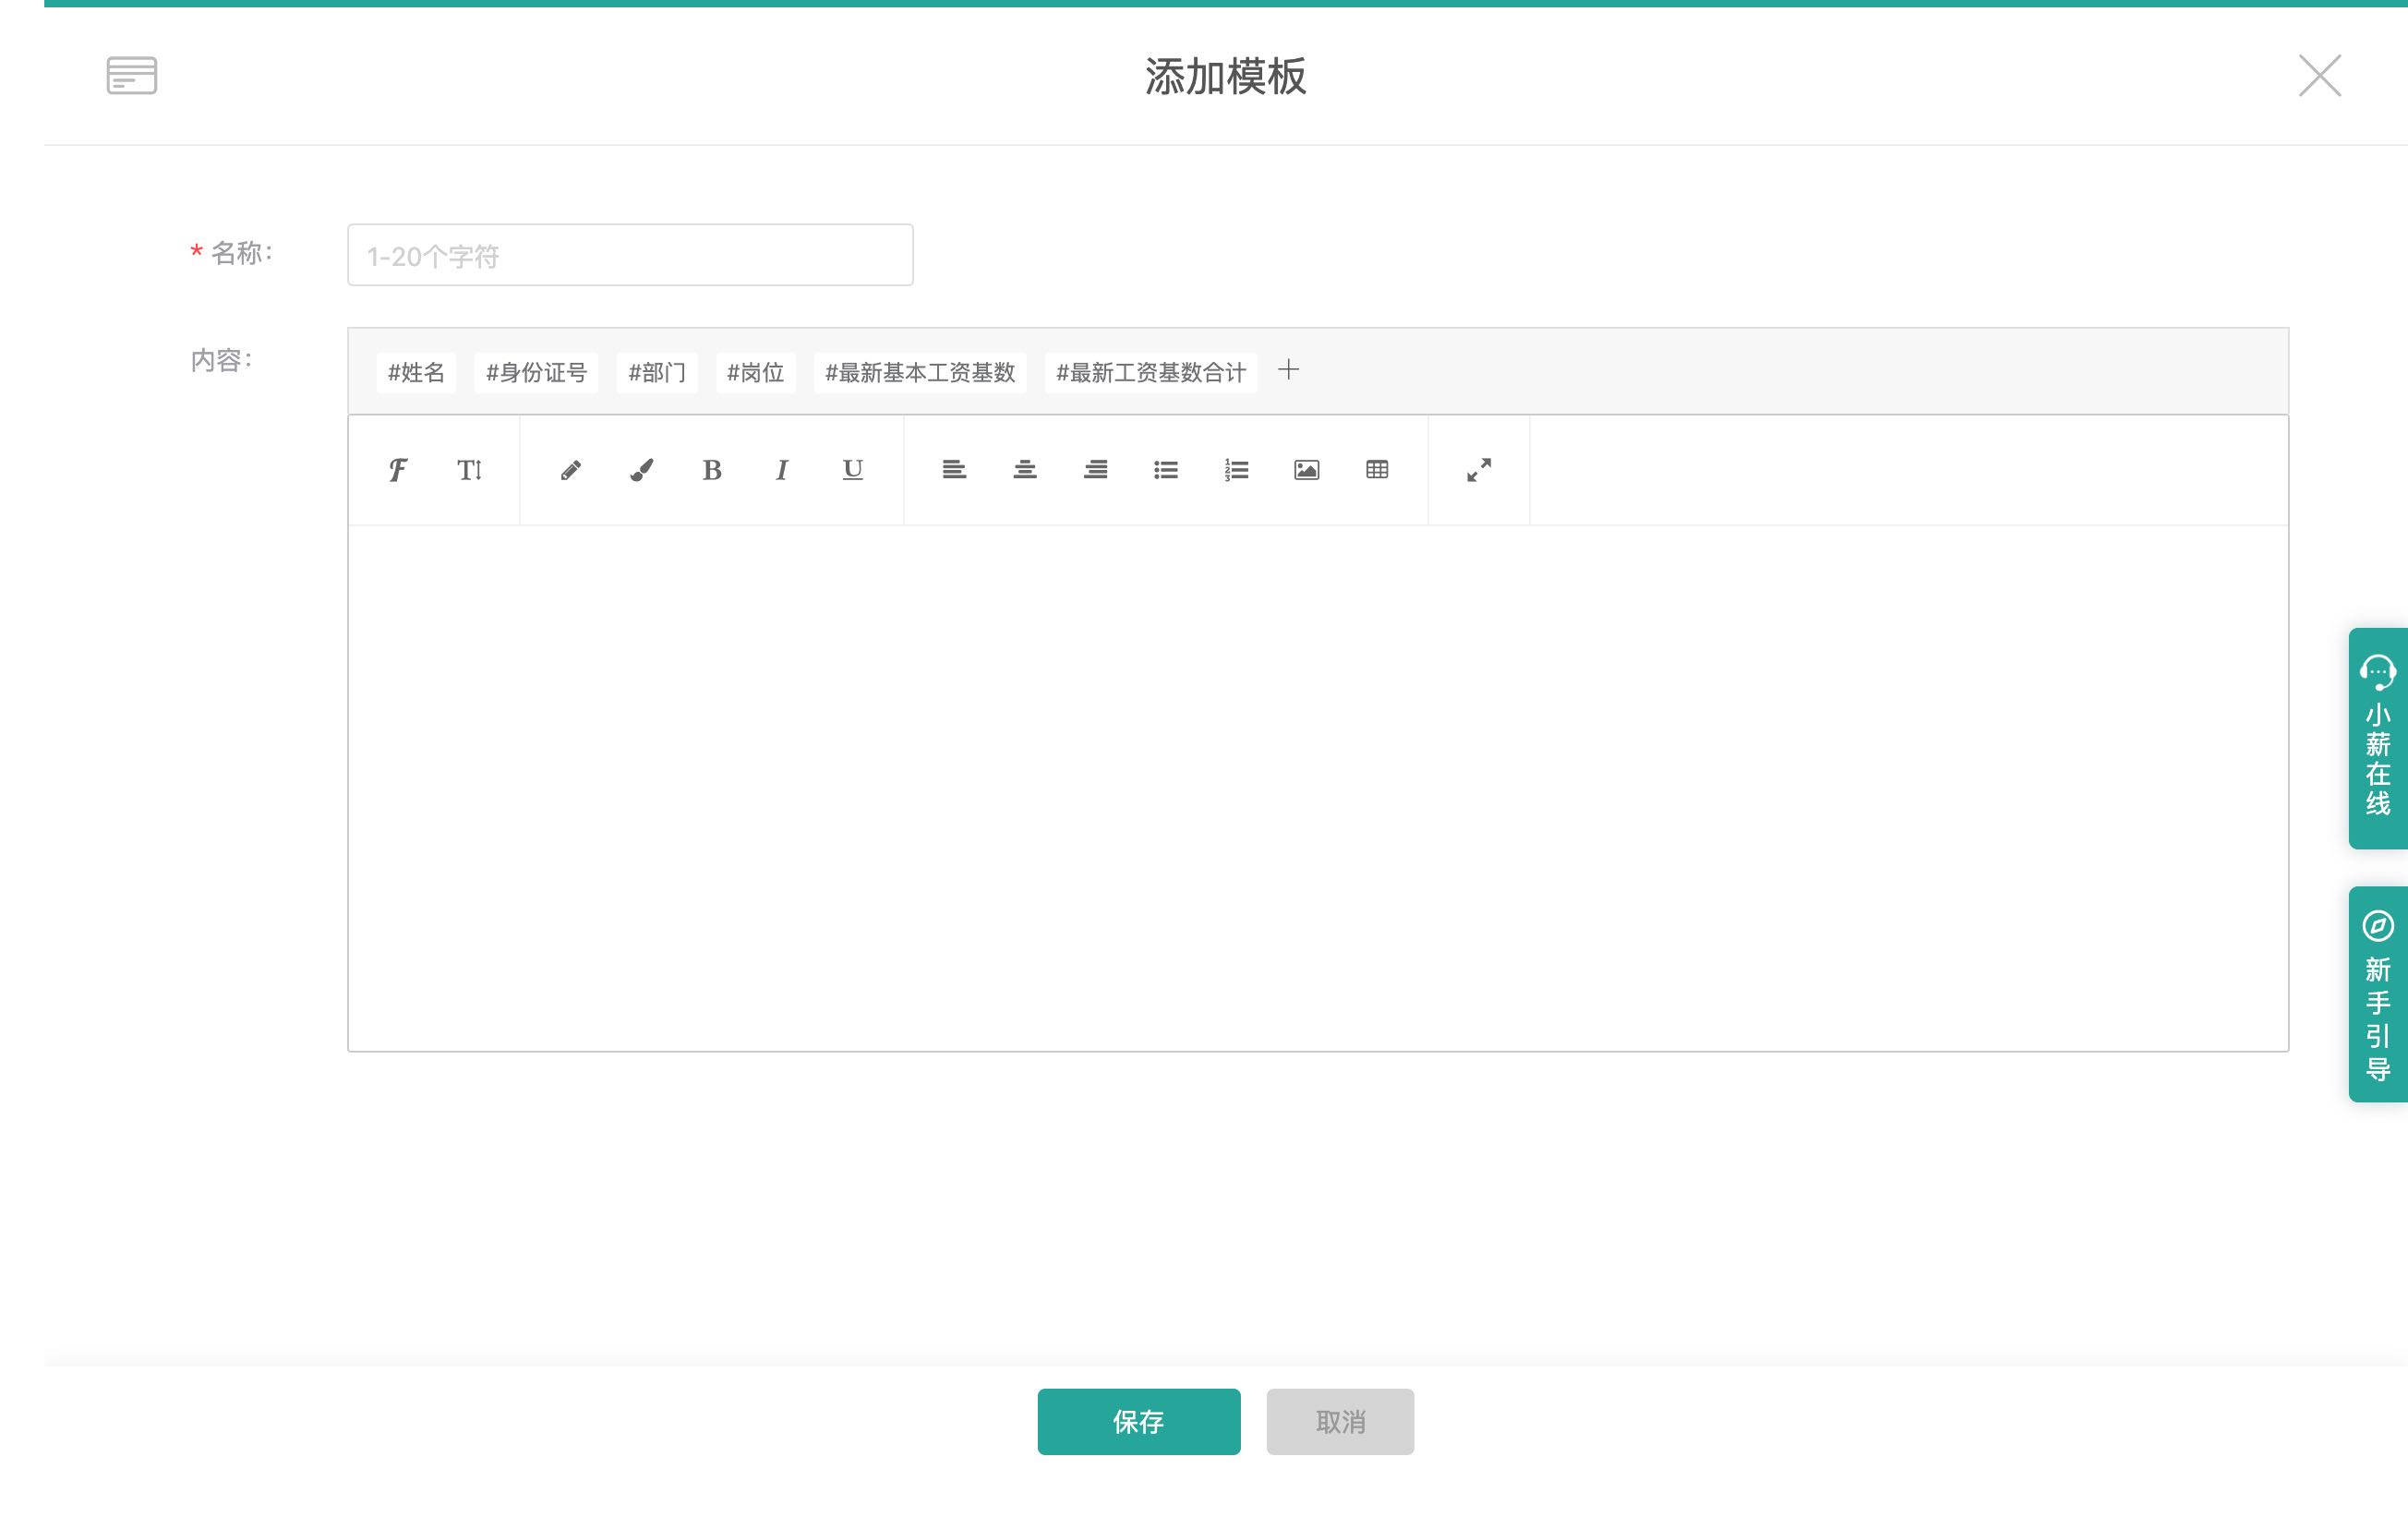 添加模板
* 名称：
1-20个字符
内容：
#姓名 #身份证号 #部门 #岗位 #最新基本工资基数 #最新工资基数合计
小薪在线
新手引导
保存 取消